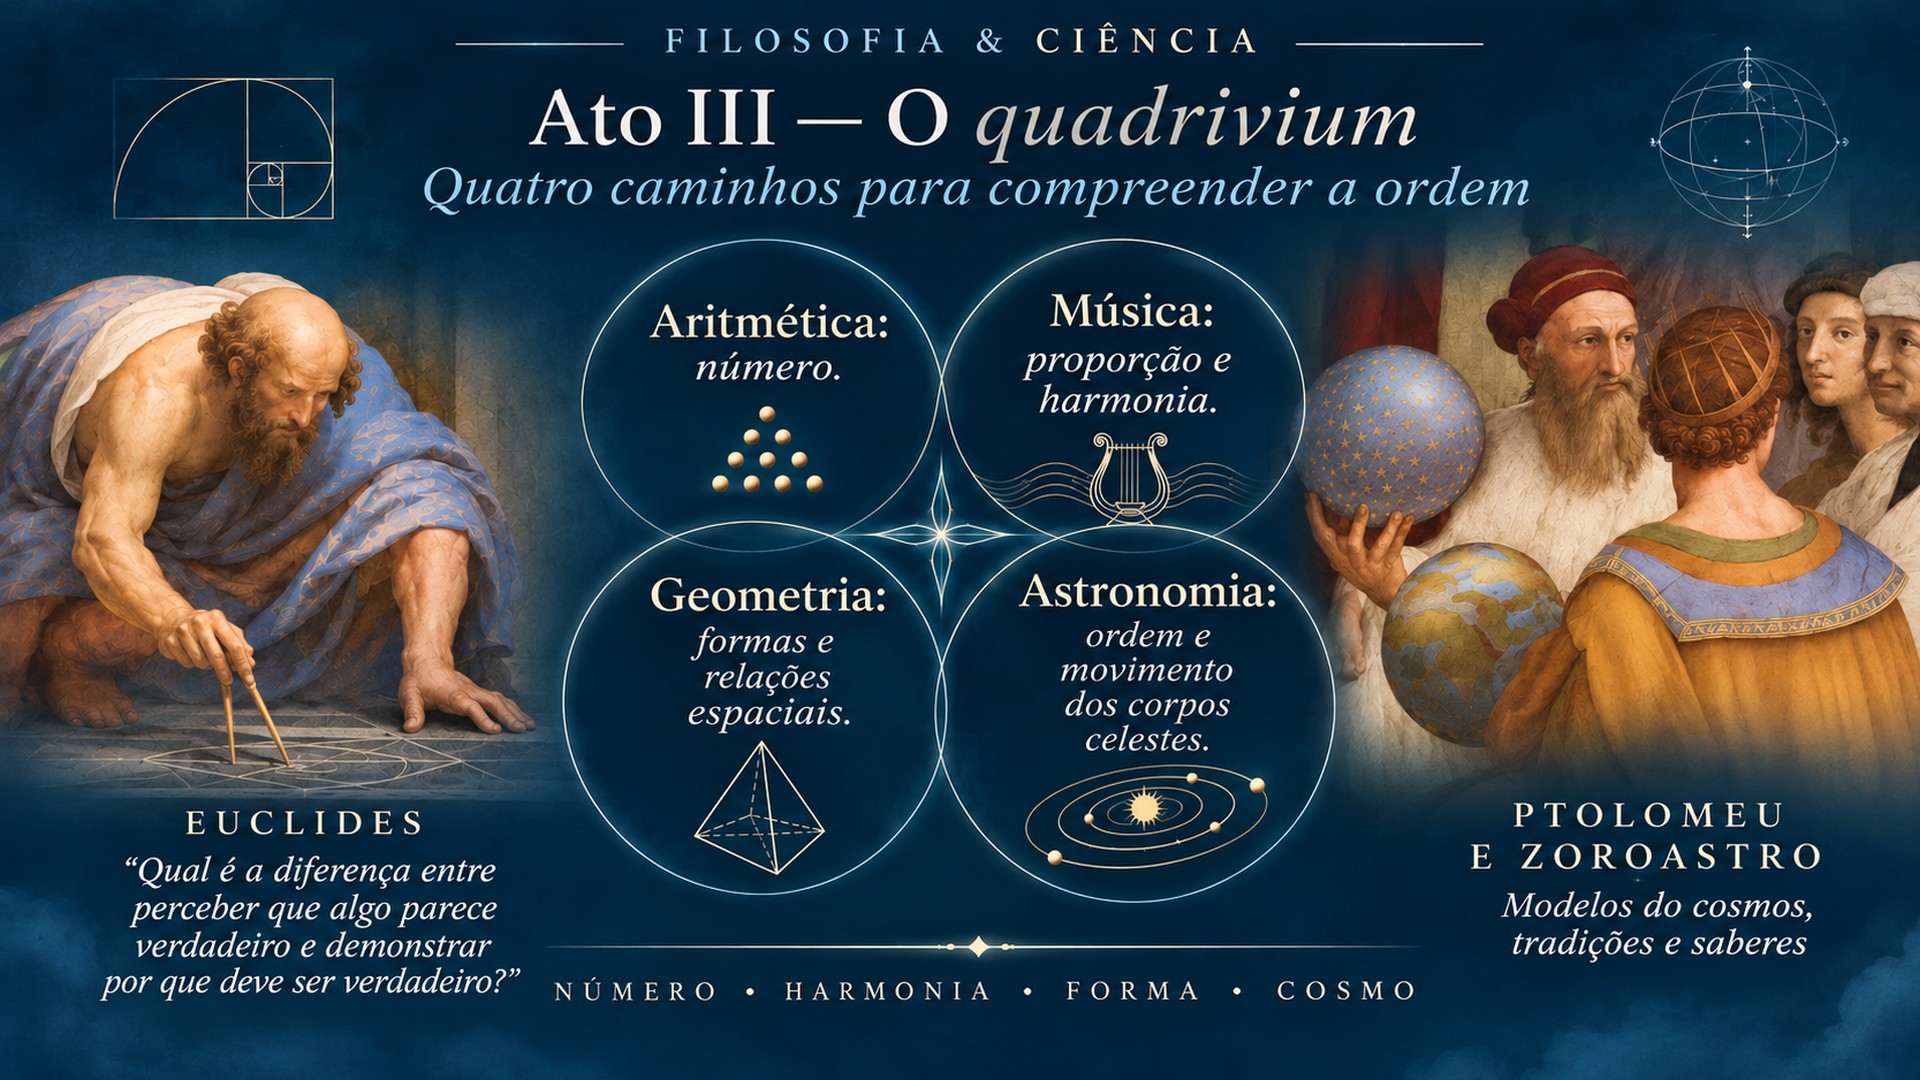 FILOSOFIA & CIÊNCIA
Ato III — O quadrivium
Quatro caminhos para compreender a ordem
Aritmética:
número.
Música:
proporção e
harmonia.
Geometria:
formas e
relações
espaciais.
Astronomia:
ordem e
movimento
dos corpos
celestes.
EUCLIDES
“Qual é a diferença entre
perceber que algo parece
verdadeiro e demonstrar
por que deve ser verdadeiro?”
PTOLOMEU
E ZOROASTRO
Modelos do cosmos,
tradições e saberes
NÚMERO • HARMONIA • FORMA • COSMO